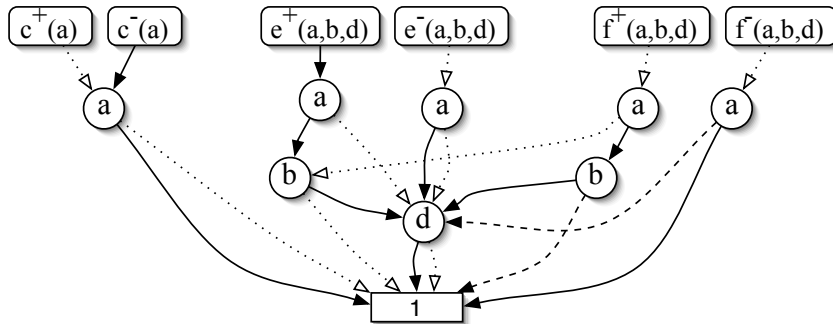 c⁺(a) c⁻(a) e⁺(a,b,d) e⁻(a,b,d) f⁺(a,b,d) f⁻(a,b,d)
a a a a a
b b
d
1